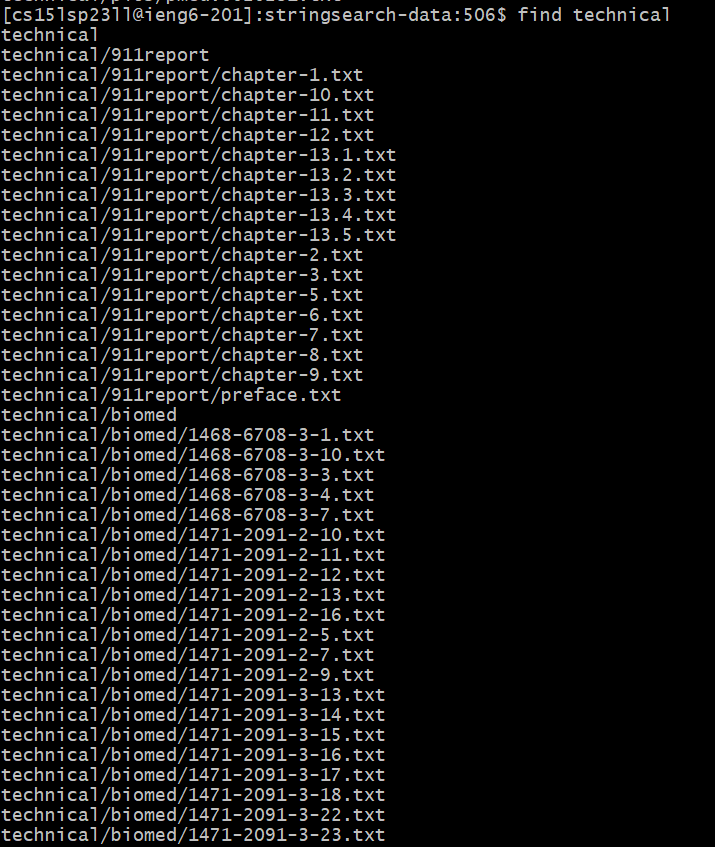 [cs15lsp23ll@ieng6-201]:stringsearch-data:506$ find technical
technical
technical/911report
technical/911report/chapter-1.txt
technical/911report/chapter-10.txt
technical/911report/chapter-11.txt
technical/911report/chapter-12.txt
technical/911report/chapter-13.1.txt
technical/911report/chapter-13.2.txt
technical/911report/chapter-13.3.txt
technical/911report/chapter-13.4.txt
technical/911report/chapter-13.5.txt
technical/911report/chapter-2.txt
technical/911report/chapter-3.txt
technical/911report/chapter-5.txt
technical/911report/chapter-6.txt
technical/911report/chapter-7.txt
technical/911report/chapter-8.txt
technical/911report/chapter-9.txt
technical/911report/preface.txt
technical/biomed
technical/biomed/1468-6708-3-1.txt
technical/biomed/1468-6708-3-10.txt
technical/biomed/1468-6708-3-3.txt
technical/biomed/1468-6708-3-4.txt
technical/biomed/1468-6708-3-7.txt
technical/biomed/1471-2091-2-10.txt
technical/biomed/1471-2091-2-11.txt
technical/biomed/1471-2091-2-12.txt
technical/biomed/1471-2091-2-13.txt
technical/biomed/1471-2091-2-16.txt
technical/biomed/1471-2091-2-5.txt
technical/biomed/1471-2091-2-7.txt
technical/biomed/1471-2091-2-9.txt
technical/biomed/1471-2091-3-13.txt
technical/biomed/1471-2091-3-14.txt
technical/biomed/1471-2091-3-15.txt
technical/biomed/1471-2091-3-16.txt
technical/biomed/1471-2091-3-17.txt
technical/biomed/1471-2091-3-18.txt
technical/biomed/1471-2091-3-22.txt
technical/biomed/1471-2091-3-23.txt